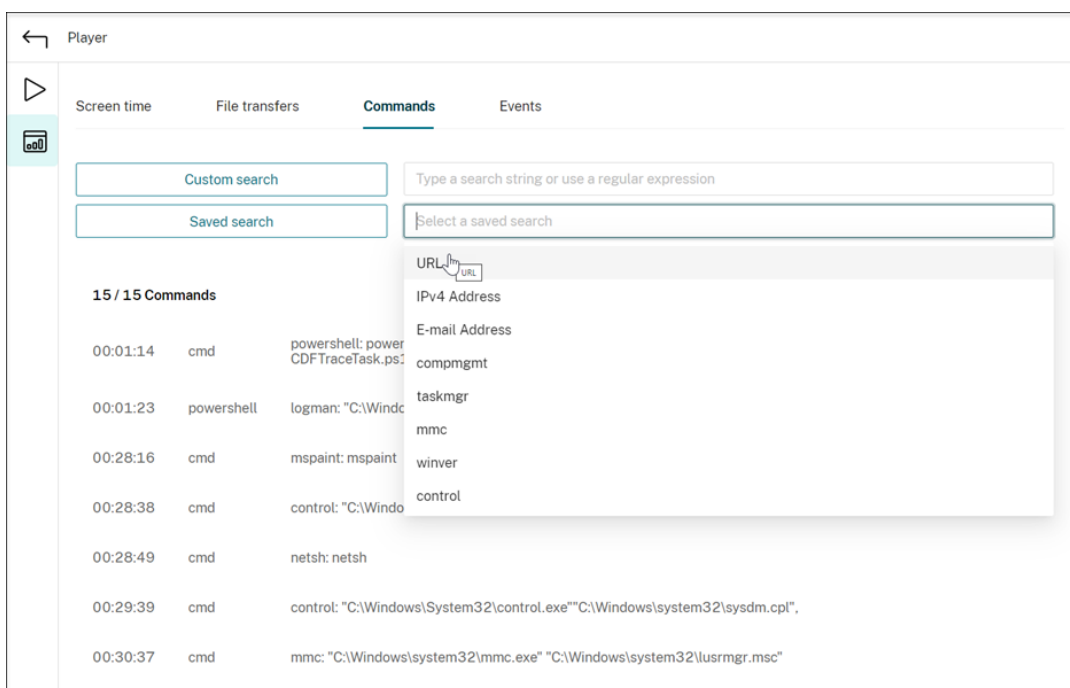 Player
Screen time File transfers Commands Events
Custom search Type a search string or use a regular expression
Saved search Select a saved search
URL
URL
IPv4 Address
E-mail Address
compmgmt
taskmgr
mmc
winver
control
15 / 15 Commands
00:01:14 cmd powershell: power
CDFTraceTask.ps1
00:01:23 powershell logman: "C:\Windo
00:28:16 cmd mspaint: mspaint
00:28:38 cmd control: "C:\Windo
00:28:49 cmd netsh: netsh
00:29:39 cmd control: "C:\Windows\System32\control.exe""C:\Windows\system32\sysdm.cpl",
00:30:37 cmd mmc: "C:\Windows\system32\mmc.exe" "C:\Windows\system32\lusrmgr.msc"